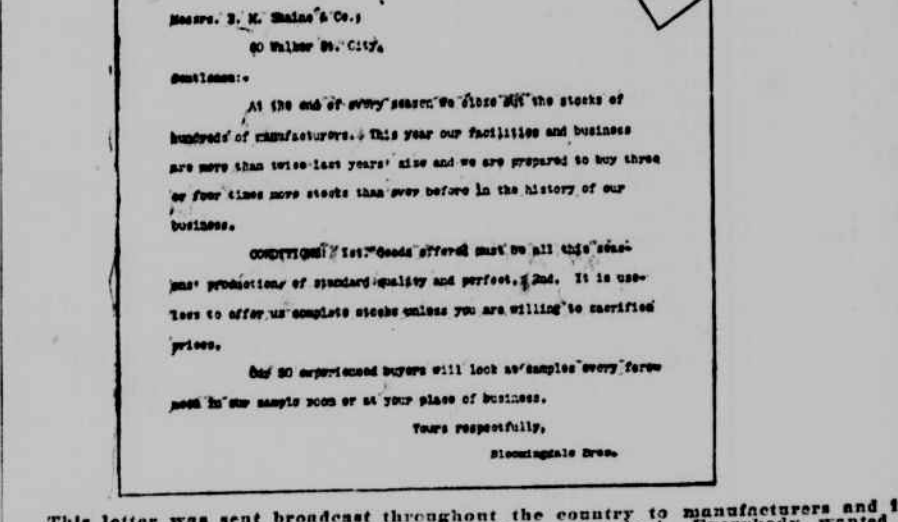 Messrs. I. M. Shaine & Co.,
60 Walker St. City.
Gentlemen:-
At the end of every season we close out the stocks of
hundreds of manufacturers. This year our facilities and business
are more than twice last years' size and we are prepared to buy three
or four times more stocks than ever before in the history of our
business.
CONDITIONS: 1st. Goods offered must be all this seas-
ons' productions of standard quality and perfect. 2nd. It is use-
less to offer us complete stocks unless you are willing to sacrifice
prices.
Our 30 experienced buyers will look at samples every fore-
noon in our sample room or at your place of business.
Yours respectfully,
Bloomingdale Bros.
This letter was sent broadcast throughout the country to manufacturers and